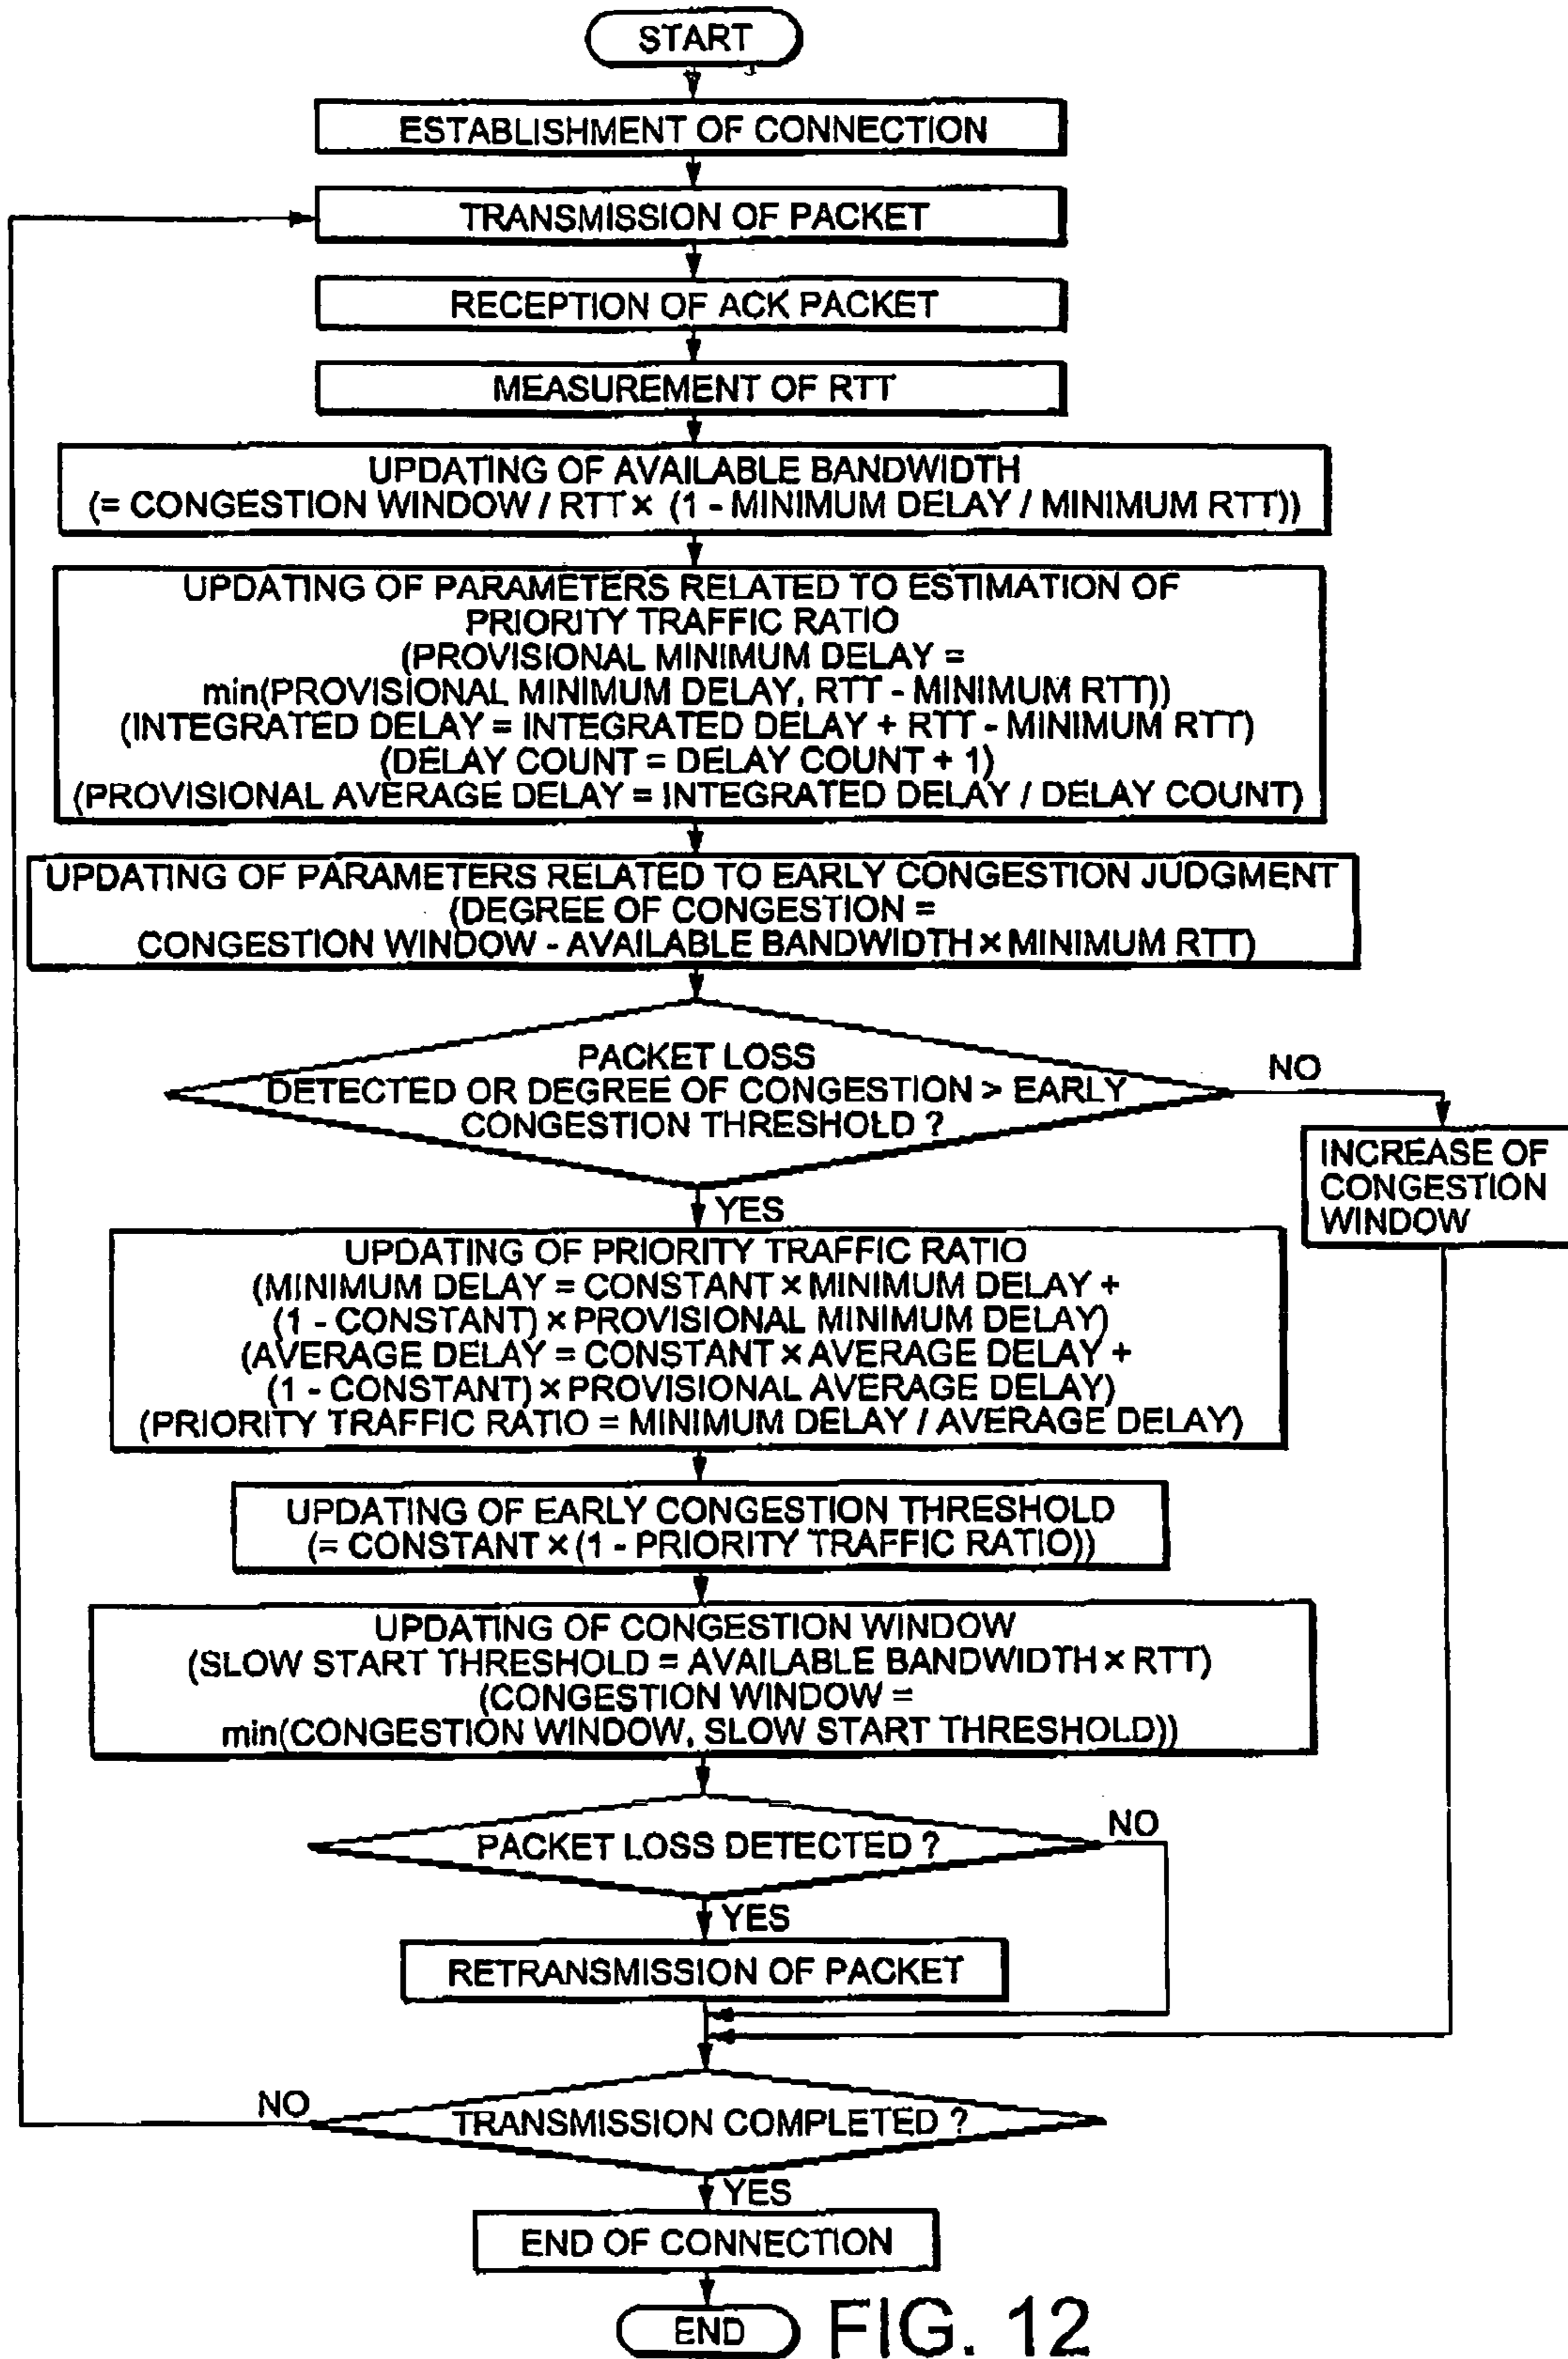 START
ESTABLISHMENT OF CONNECTION
TRANSMISSION OF PACKET
RECEPTION OF ACK PACKET
MEASUREMENT OF RTT
UPDATING OF AVAILABLE BANDWIDTH
(= CONGESTION WINDOW / RTT × (1 - MINIMUM DELAY / MINIMUM RTT))
UPDATING OF PARAMETERS RELATED TO ESTIMATION OF
PRIORITY TRAFFIC RATIO
(PROVISIONAL MINIMUM DELAY =
min(PROVISIONAL MINIMUM DELAY, RTT - MINIMUM RTT))
(INTEGRATED DELAY = INTEGRATED DELAY + RTT - MINIMUM RTT)
(DELAY COUNT = DELAY COUNT + 1)
(PROVISIONAL AVERAGE DELAY = INTEGRATED DELAY / DELAY COUNT)
UPDATING OF PARAMETERS RELATED TO EARLY CONGESTION JUDGMENT
(DEGREE OF CONGESTION =
CONGESTION WINDOW - AVAILABLE BANDWIDTH × MINIMUM RTT)
PACKET LOSS
DETECTED OR DEGREE OF CONGESTION > EARLY
CONGESTION THRESHOLD ?
NO
INCREASE OF
CONGESTION
WINDOW
YES
UPDATING OF PRIORITY TRAFFIC RATIO
(MINIMUM DELAY = CONSTANT × MINIMUM DELAY +
(1 - CONSTANT) × PROVISIONAL MINIMUM DELAY)
(AVERAGE DELAY = CONSTANT × AVERAGE DELAY +
(1 - CONSTANT) × PROVISIONAL AVERAGE DELAY)
(PRIORITY TRAFFIC RATIO = MINIMUM DELAY / AVERAGE DELAY)
UPDATING OF EARLY CONGESTION THRESHOLD
(= CONSTANT × (1 - PRIORITY TRAFFIC RATIO))
UPDATING OF CONGESTION WINDOW
(SLOW START THRESHOLD = AVAILABLE BANDWIDTH × RTT)
(CONGESTION WINDOW =
min(CONGESTION WINDOW, SLOW START THRESHOLD))
PACKET LOSS DETECTED ?
NO
YES
RETRANSMISSION OF PACKET
NO
TRANSMISSION COMPLETED ?
YES
END OF CONNECTION
END
FIG. 12